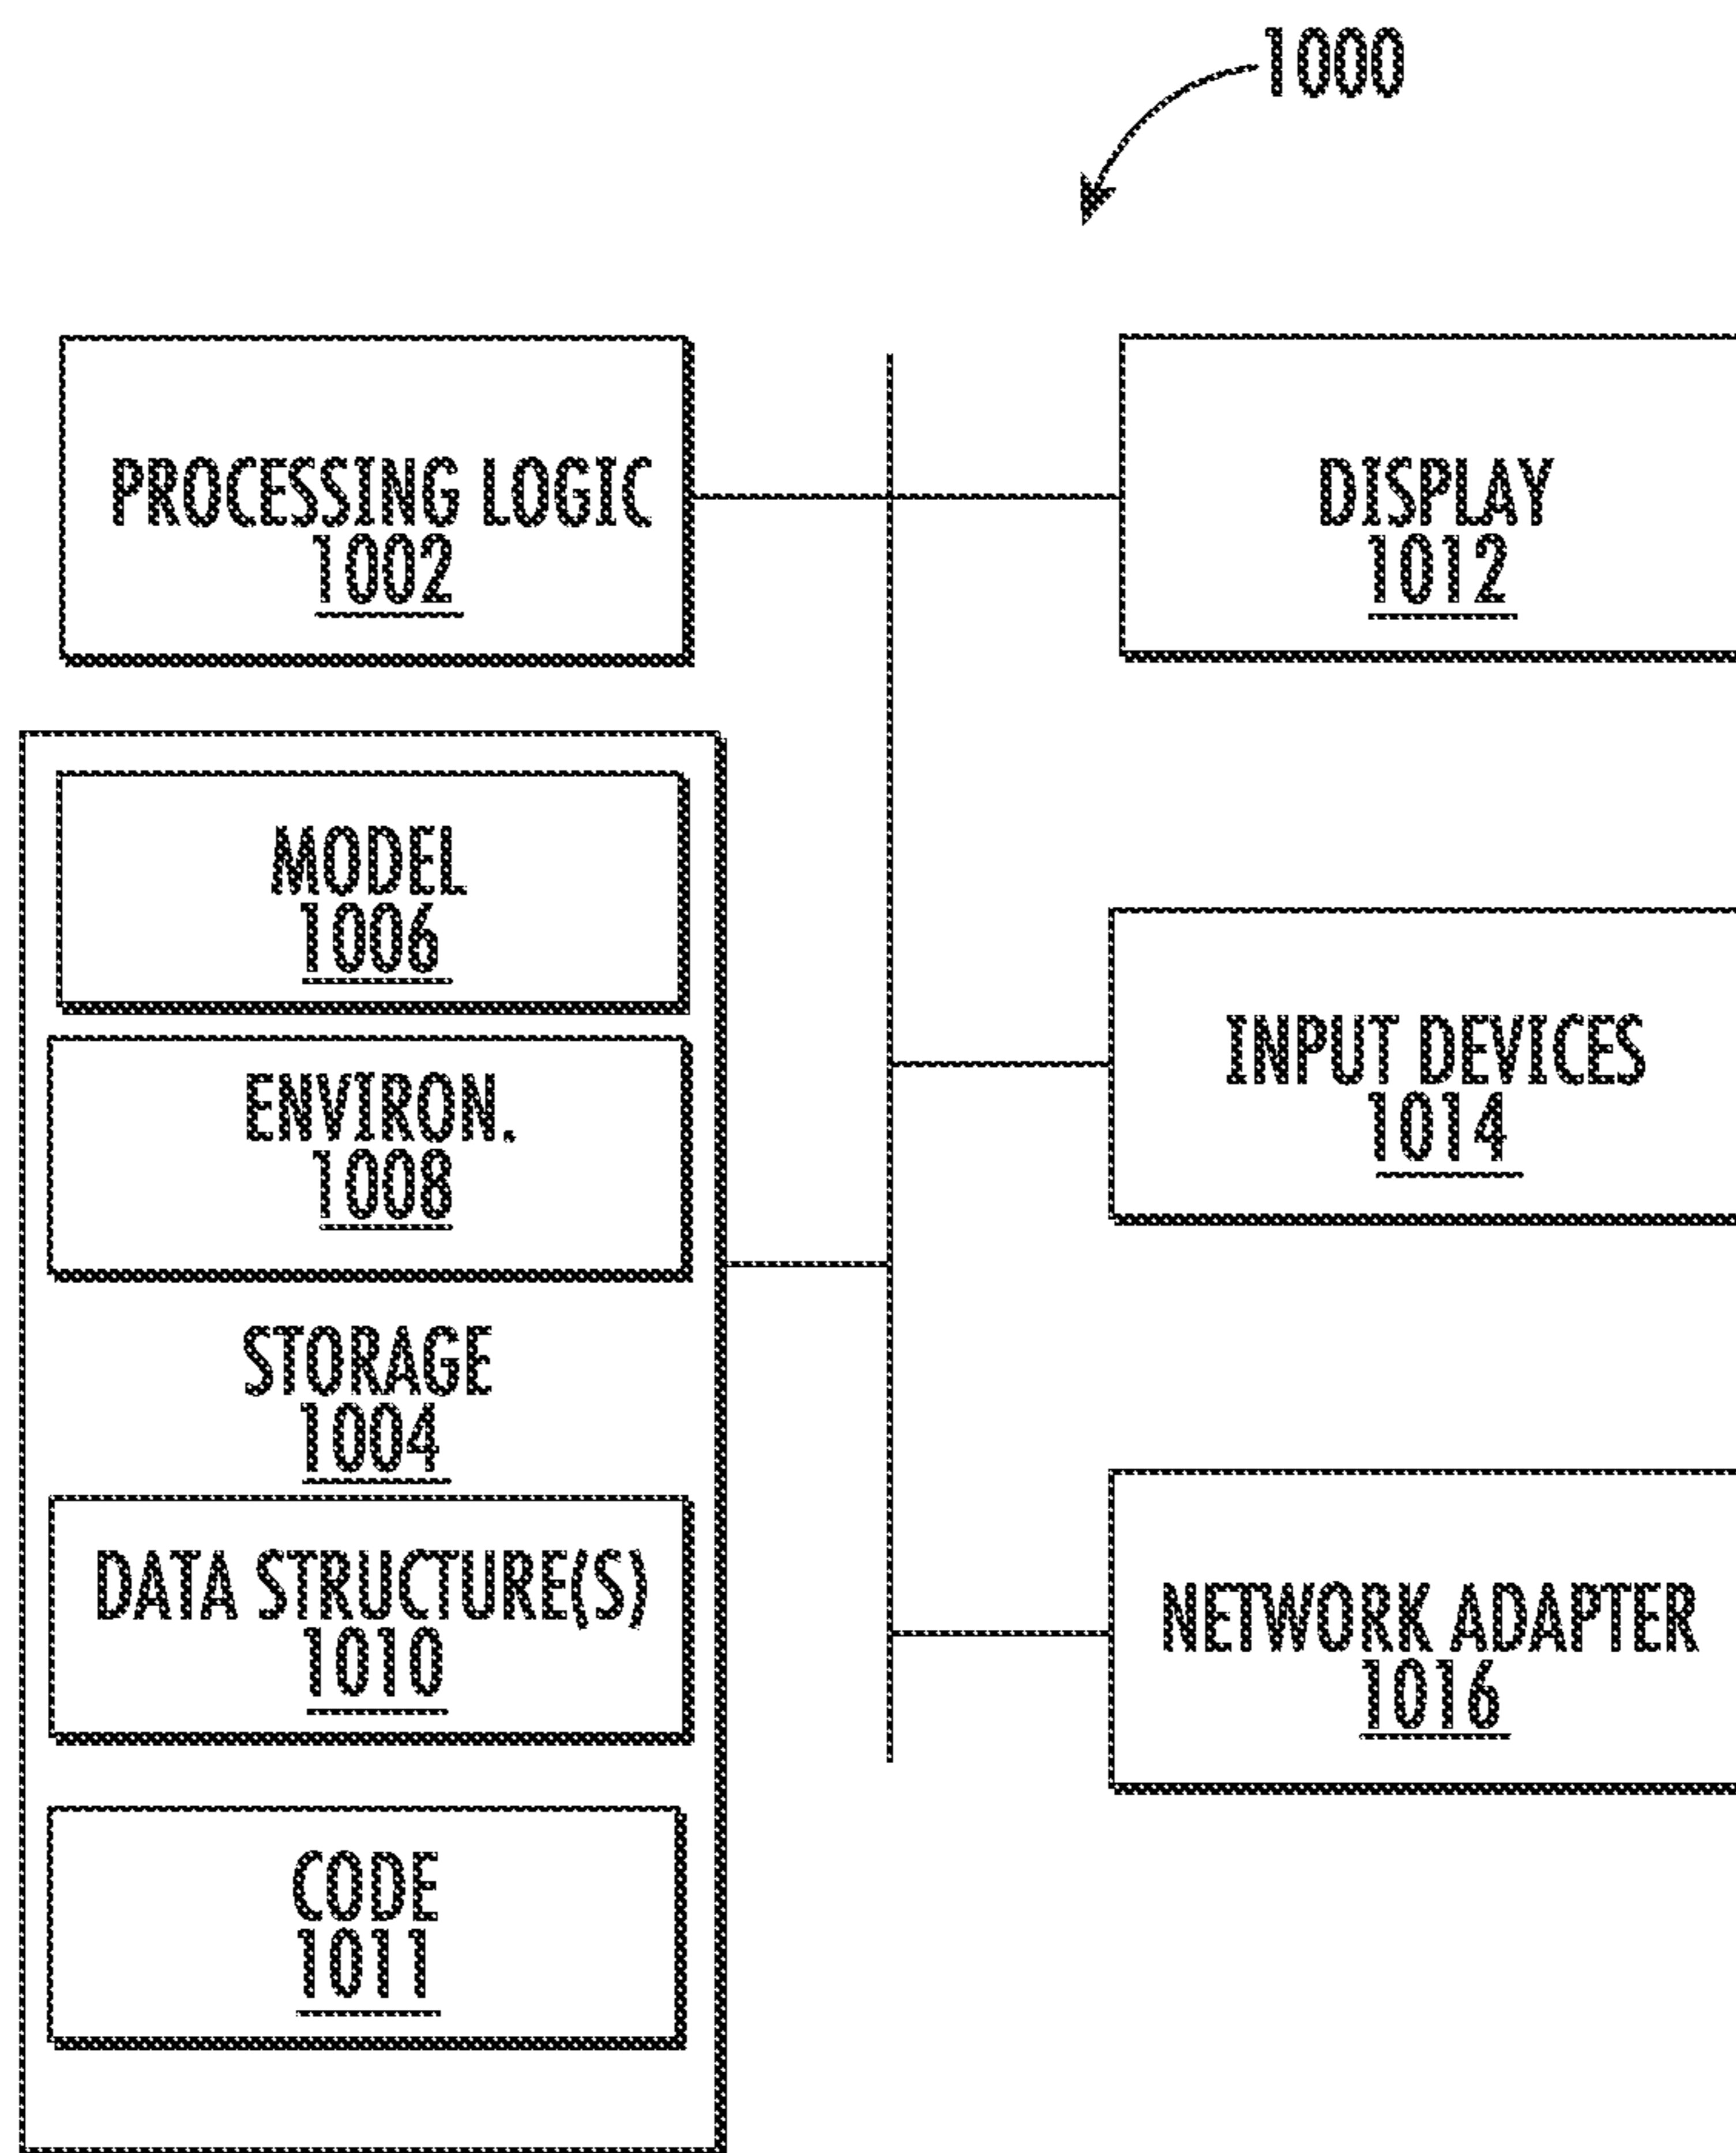 1000
PROCESSING LOGIC
1002
DISPLAY
1012
MODEL
1006
ENVIRON.
1008
STORAGE
1004
DATA STRUCTURE(S)
1010
CODE
1011
INPUT DEVICES
1014
NETWORK ADAPTER
1016